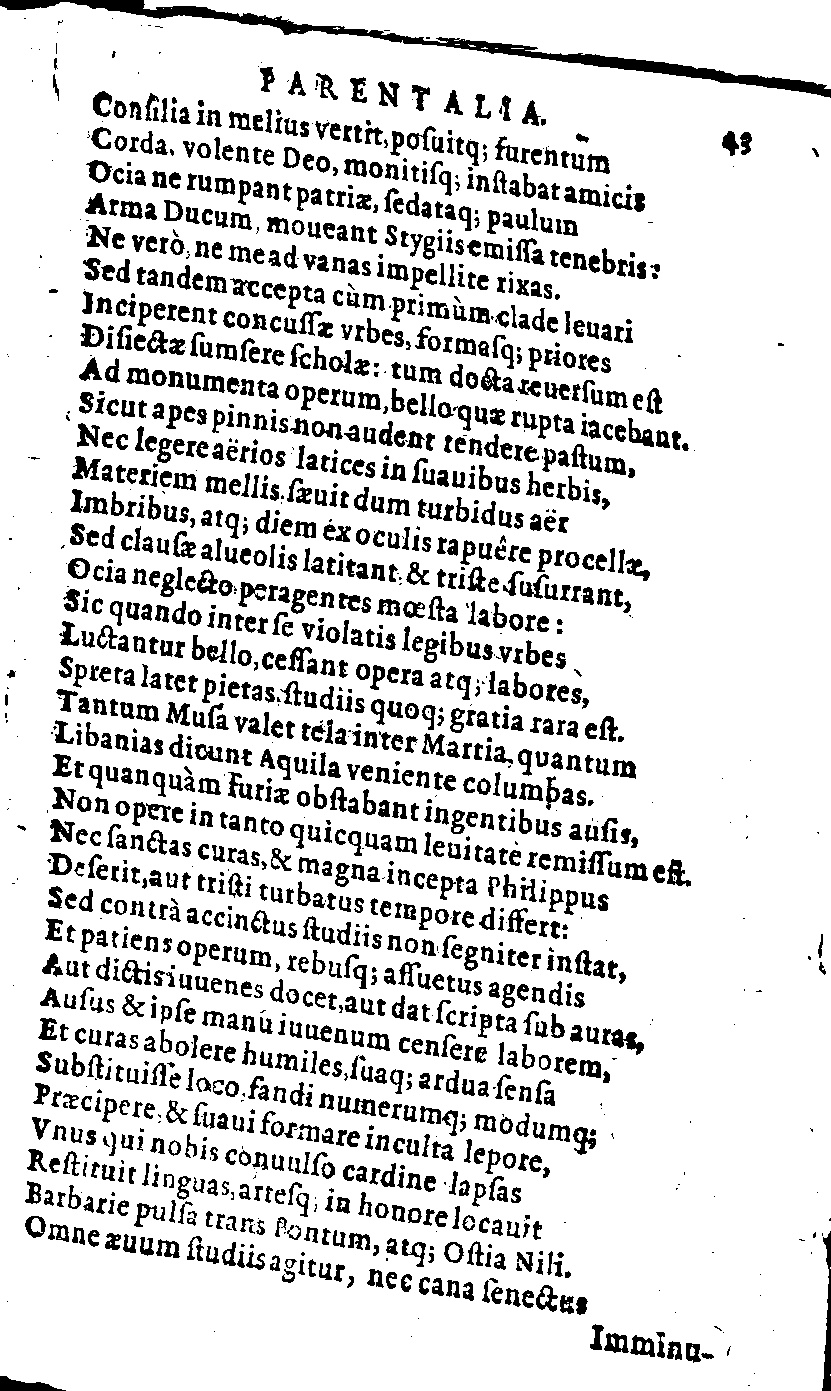 PARENTALIA. 43
Conſilia in melius vertit, poſuitq; furentum
Corda. volente Deo, monitiſq; inſtabat amicis
Ocia ne rumpant patriæ, ſedataq; paulum
Arma Ducum, moueant Stygiis emiſſa tenebris:
Ne verò, ne me ad vanas impellite rixas.
Sed tandem accepta cùm primùm clade leuari
Inciperent concuſſæ vrbes, formaſq; priores
Diſiectæ ſumſere ſcholæ: tum docta reuerſum eſt
Ad monumenta operum, bello quæ rupta iacebant.
Sicut apes pinnis non audent tendere paſtum,
Nec legere aërios latices in ſuauibus herbis,
Materiem mellis, ſæuit dum turbidus aër
Imbribus, atq; diem ex oculis rapuêre procellæ,
Sed clauſæ alueolis latitant, & triſte ſuſurrant,
Ocia neglecto peragentes mœſta labore:
Sic quando inter ſe violatis legibus vrbes
Luctantur bello, ceſſant opera atq; labores,
Spreta latet pietas, ſtudiis quoq; gratia rara eſt.
Tantum Muſa valet tela inter Martia, quantum
Libanias dicunt Aquila veniente columbas.
Et quanquàm Furiæ obſtabant ingentibus auſis,
Non opere in tanto quicquam leuitate remiſſum eſt.
Nec ſanctas curas, & magna incepta Philippus
Deſerit, aut triſti turbatus tempore differt:
Sed contrà accinctus ſtudiis non ſegniter inſtat,
Et patiens operum, rebuſq; aſſuetus agendis
Aut dictis iuuenes docet, aut dat ſcripta ſub auras,
Auſus & ipſe manu iuuenum cenſere laborem,
Et curas abolere humiles, ſuaq; ardua ſenſa
Subſtituiſſe loco, fandi numerumq; modumq;
Præcipere, & ſuaui formare inculta lepore,
Vnus qui nobis conuulſo cardine lapſas
Reſtituit linguas, arteſq; in honore locauit
Barbarie pulſa trans Pontum, atq; Oſtia Nili.
Omne æuum ſtudiis agitur, nec cana ſenectus
Imminu-